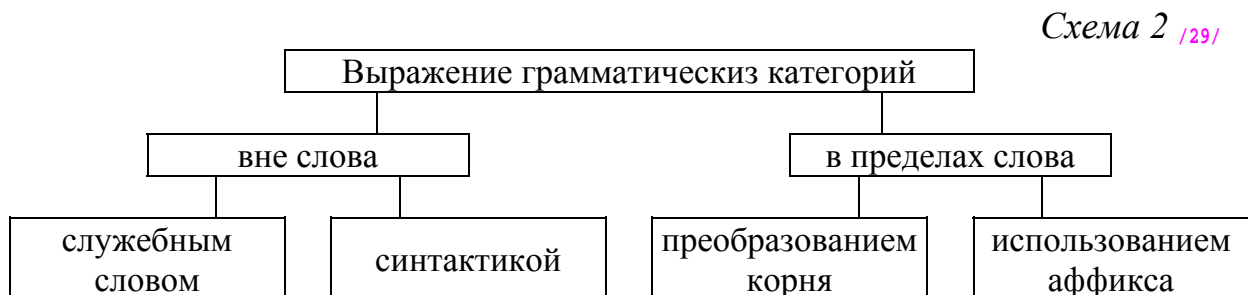 Схема 2 /29/
Выражение грамматическиз категорий
вне слова
в пределах слова
служебным
словом
синтактикой
преобразованием
корня
использованием
аффикса